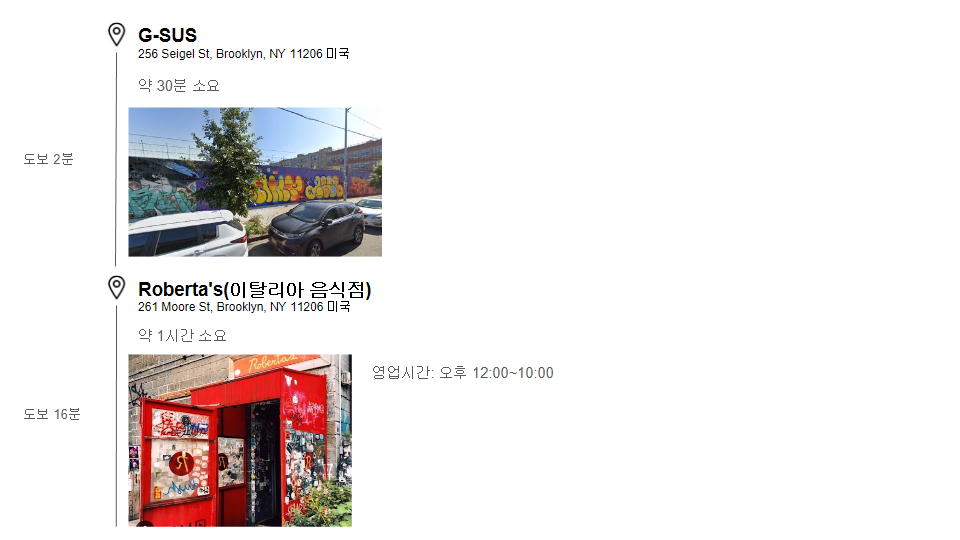 G-SUS
256 Seigel St, Brooklyn, NY 11206 미국
약 30분 소요
도보 2분
Roberta's(이탈리아 음식점)
261 Moore St, Brooklyn, NY 11206 미국
약 1시간 소요
Roberta's
영업시간: 오후 12:00~10:00
도보 16분
R